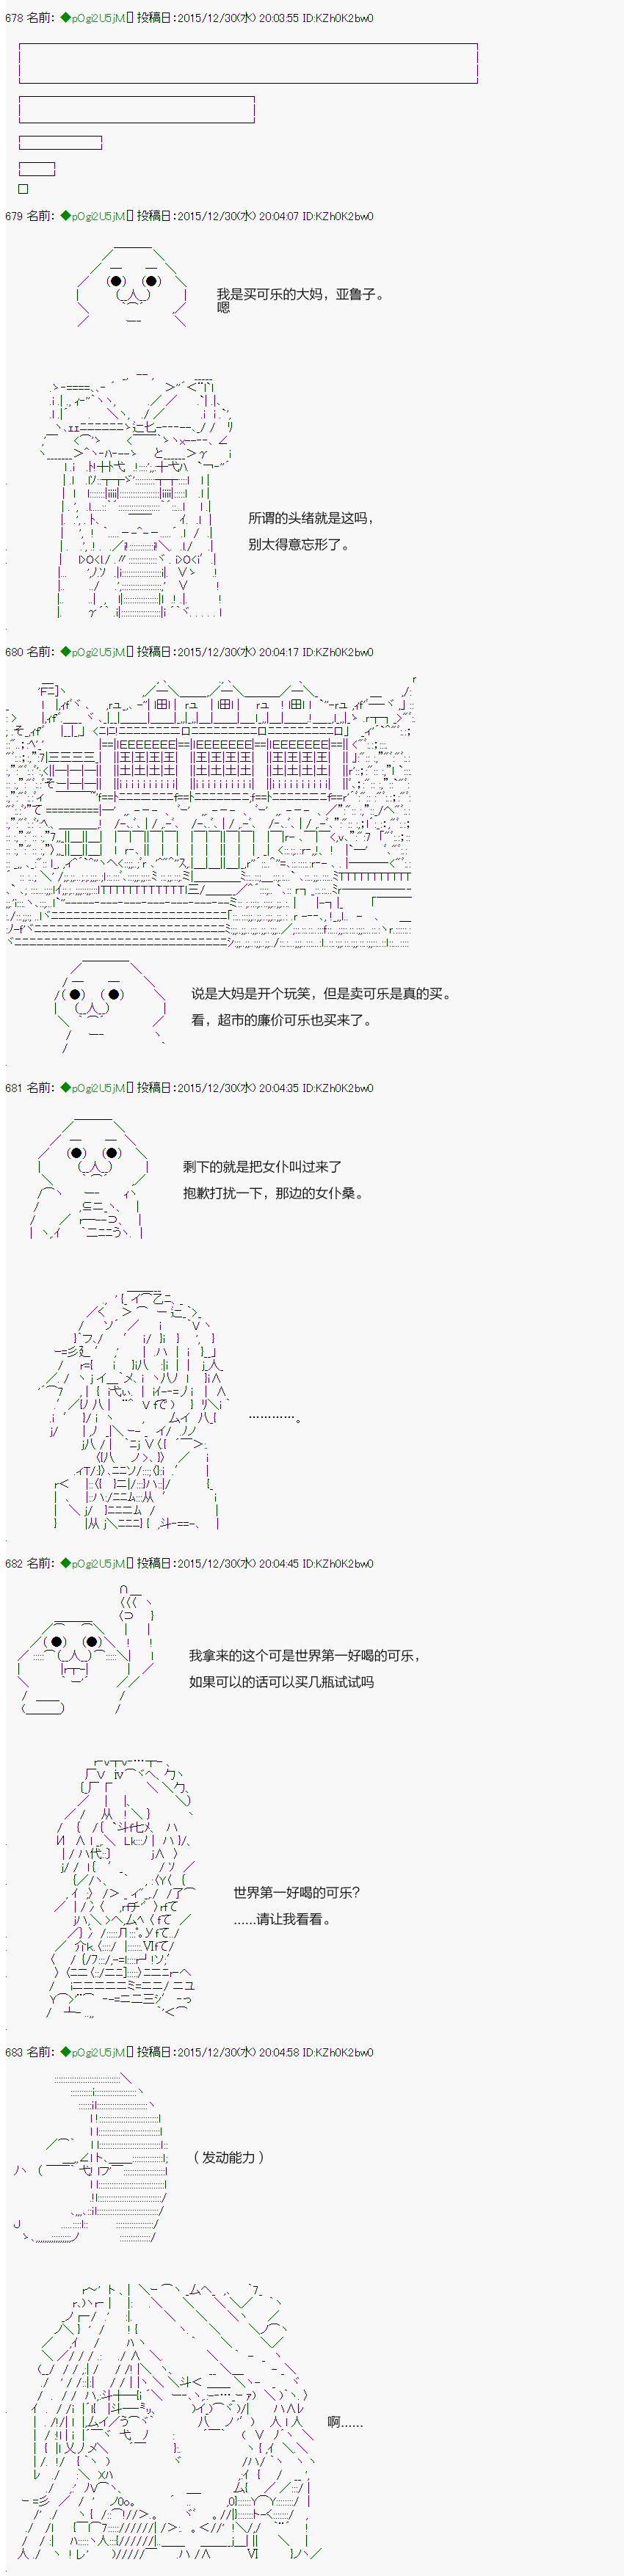 678 名前: ◆pOgi2U5jM.[] 投稿日:2015/12/30(水) 20:03:55 ID:KZh0K2bw0
679 名前: ◆pOgi2U5jM.[] 投稿日:2015/12/30(水) 20:04:07 ID:KZh0K2bw0
我是买可乐的大妈，亚鲁子。
嗯
所谓的头绪就是这吗，
别太得意忘形了。
680 名前: ◆pOgi2U5jM.[] 投稿日:2015/12/30(水) 20:04:17 ID:KZh0K2bw0
说是大妈是开个玩笑，但是卖可乐是真的买。
看，超市的廉价可乐也买来了。
681 名前: ◆pOgi2U5jM.[] 投稿日:2015/12/30(水) 20:04:35 ID:KZh0K2bw0
剩下的就是把女仆叫过来了
抱歉打扰一下，那边的女仆桑。
…………。
682 名前: ◆pOgi2U5jM.[] 投稿日:2015/12/30(水) 20:04:45 ID:KZh0K2bw0
我拿来的这个可是世界第一好喝的可乐，
如果可以的话可以买几瓶试试吗
世界第一好喝的可乐?
……请让我看看。
683 名前: ◆pOgi2U5jM.[] 投稿日:2015/12/30(水) 20:04:58 ID:KZh0K2bw0
（发动能力）
啊……